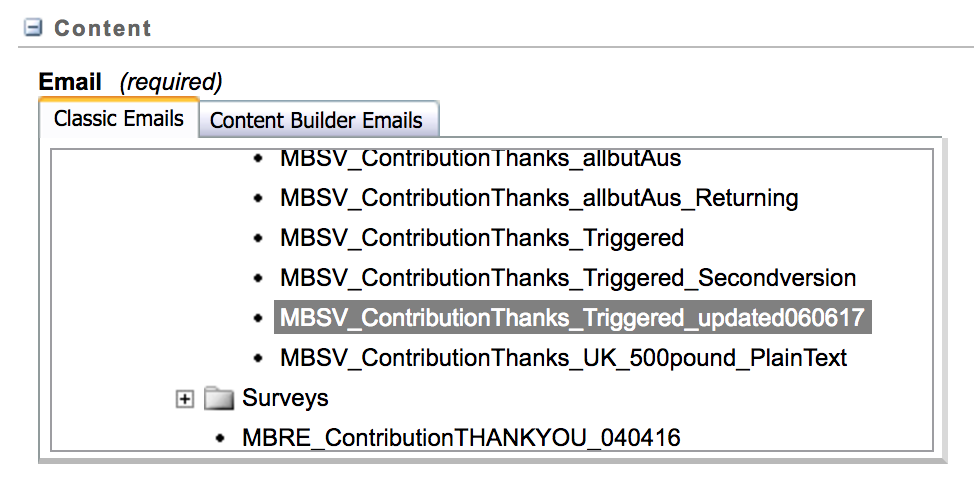 Content
Email (required)
Classic Emails Content Builder Emails
MBSV_ContributionThanks_allbutAus
MBSV_ContributionThanks_allbutAus_Returning
MBSV_ContributionThanks_Triggered
MBSV_ContributionThanks_Triggered_Secondversion
MBSV_ContributionThanks_Triggered_updated060617
MBSV_ContributionThanks_UK_500pound_PlainText
Surveys
MBRE_ContributionTHANKYOU_040416